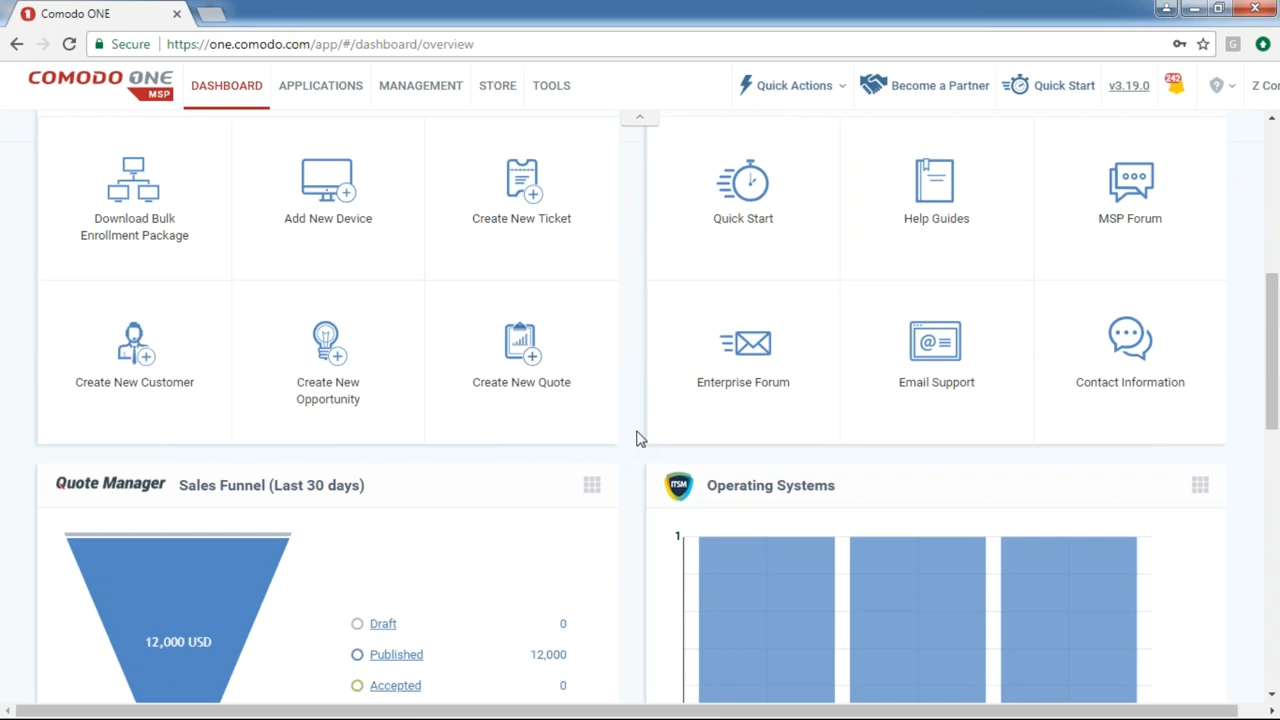 Comodo ONE
Secure
https://one.comodo.com/app/#/dashboard/overview
G
COMODO ONE
MSP
DASHBOARD
APPLICATIONS
MANAGEMENT
STORE
TOOLS
Quick Actions
Become a Partner
Quick Start
v3.19.0
242
Z Co
Download Bulk
Enrollment Package
Add New Device
Create New Ticket
Quick Start
Help Guides
MSP Forum
Create New Customer
Create New
Opportunity
Create New Quote
Enterprise Forum
Email Support
Contact Information
Quote Manager
Sales Funnel (Last 30 days)
12,000 USD
Draft 0
Published 12,000
Accepted 0
ITSM
Operating Systems
1